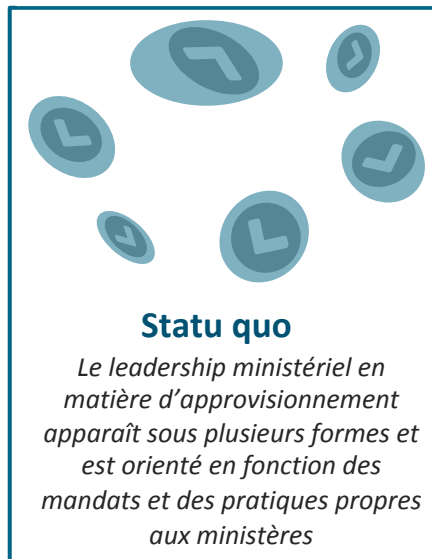 Statu quo
Le leadership ministériel en
matière d’approvisionnement
apparaît sous plusieurs formes et
est orienté en fonction des
mandats et des pratiques propres
aux ministères